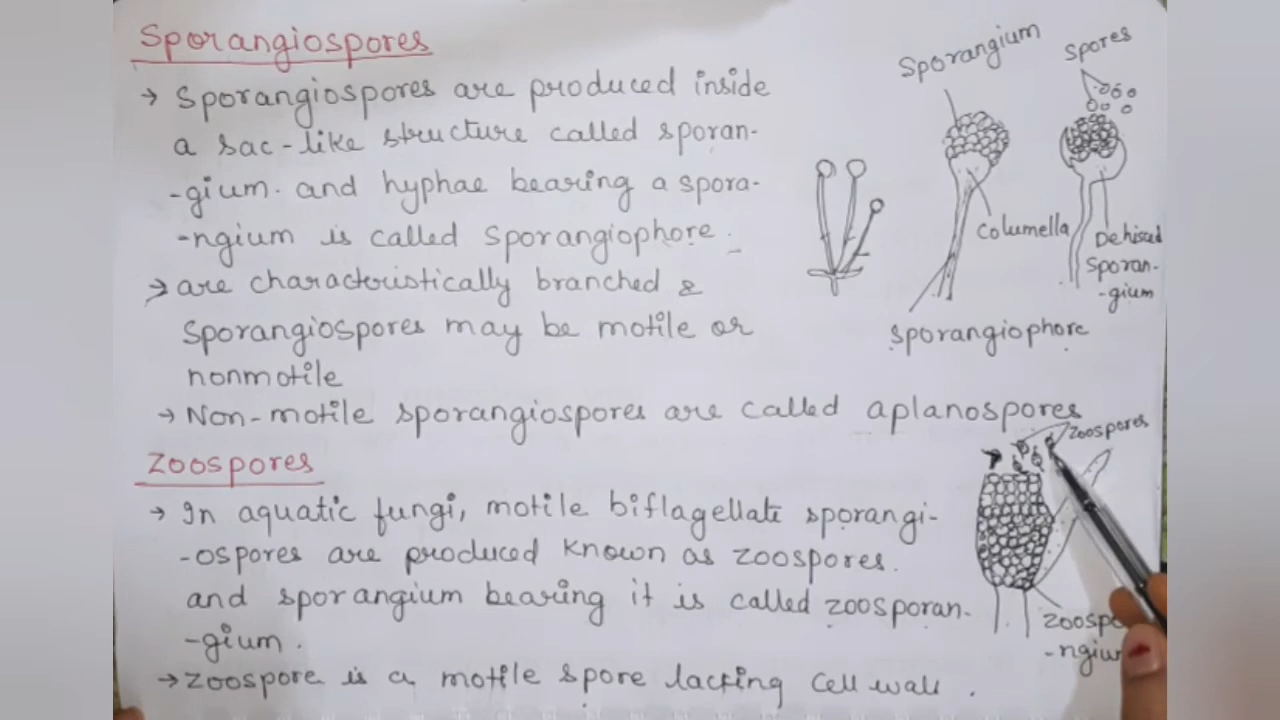 Sporangiospores
→ Sporangiospores are produced inside
a sac-like structure called sporan-
-gium. and hyphae bearing a spora-
-ngium is called Sporangiophore.
→ are characteristically branched &
Sporangiospores may be motile or
nonmotile
→ Non-motile sporangiospores are called aplanospores
Sporangium
Spores
Columella
Dehisced
sporan-
-gium
Sporangiophore
Zoospores
→ In aquatic fungi, motile biflagellate sporangi-
-ospores are produced known as zoospores.
and sporangium bearing it is called zoosporan-
-gium.
→ Zoospore is a motile spore lacking cell wall.
Zoospores